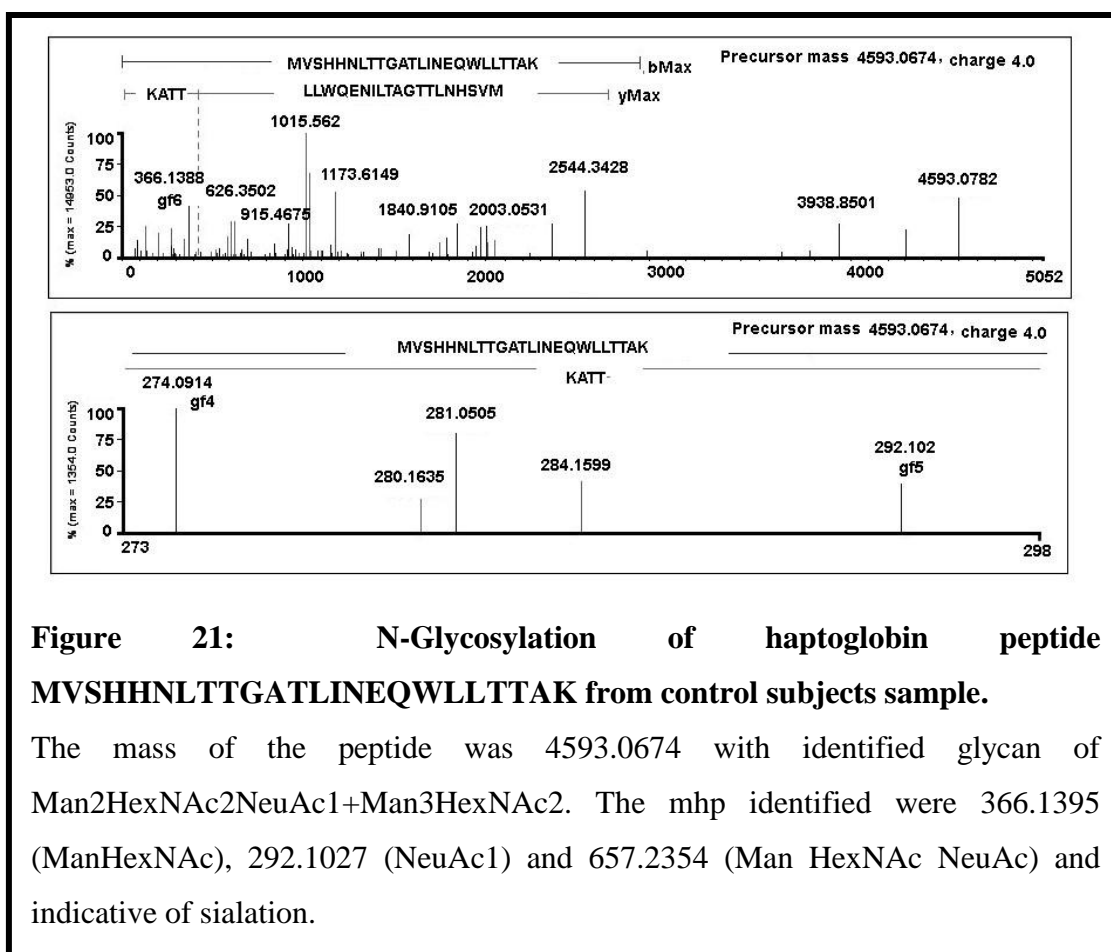 MVSHHNLTTGATLINEQWLLTTAK bMax Precursor mass 4593.0674, charge 4.0
KATT LLWQENILTAGTTLNHSVM yMax
% (max = 14953.0 Counts)
100
75
50
25
0
366.1388
gf6
626.3502
915.4675
1015.562
1173.6149
1840.9105
2003.0531
2544.3428
3938.8501
4593.0782
0 1000 2000 3000 4000 5052
Precursor mass 4593.0674, charge 4.0
MVSHHNLTTGATLINEQWLLTTAK
KATT-
% (max = 1354.0 Counts)
100
75
50
25
0
274.0914
gf4
280.1635
281.0505
284.1599
292.102
gf5
273 298
Figure 21: N-Glycosylation of haptoglobin peptide
MVSHHNLTTGATLINEQWLLTTAK from control subjects sample.
The mass of the peptide was 4593.0674 with identified glycan of
Man2HexNAc2NeuAc1+Man3HexNAc2. The mhp identified were 366.1395
(ManHexNAc), 292.1027 (NeuAc1) and 657.2354 (Man HexNAc NeuAc) and
indicative of sialation.